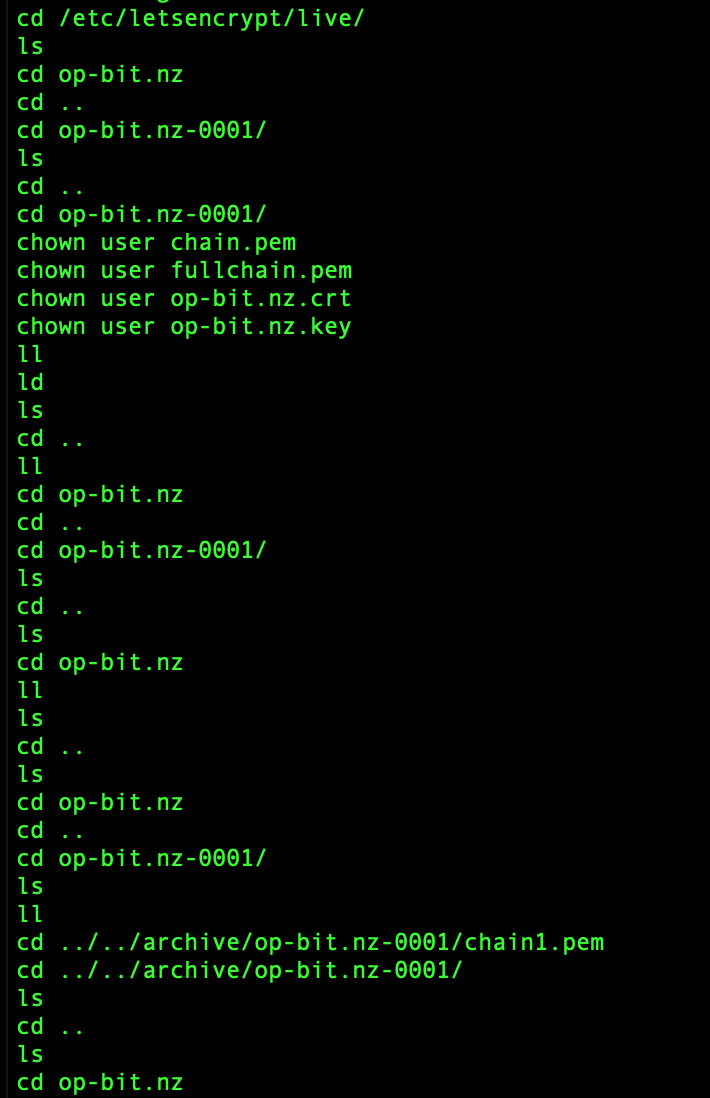 cd /etc/letsencrypt/live/
ls
cd op-bit.nz
cd ..
cd op-bit.nz-0001/
ls
cd ..
cd op-bit.nz-0001/
chown user chain.pem
chown user fullchain.pem
chown user op-bit.nz.crt
chown user op-bit.nz.key
ll
ld
ls
cd ..
ll
cd op-bit.nz
cd ..
cd op-bit.nz-0001/
ls
cd ..
ls
cd op-bit.nz
ll
ls
cd ..
ls
cd op-bit.nz
cd ..
cd op-bit.nz-0001/
ls
ll
cd ../../archive/op-bit.nz-0001/chain1.pem
cd ../../archive/op-bit.nz-0001/
ls
cd ..
ls
cd op-bit.nz